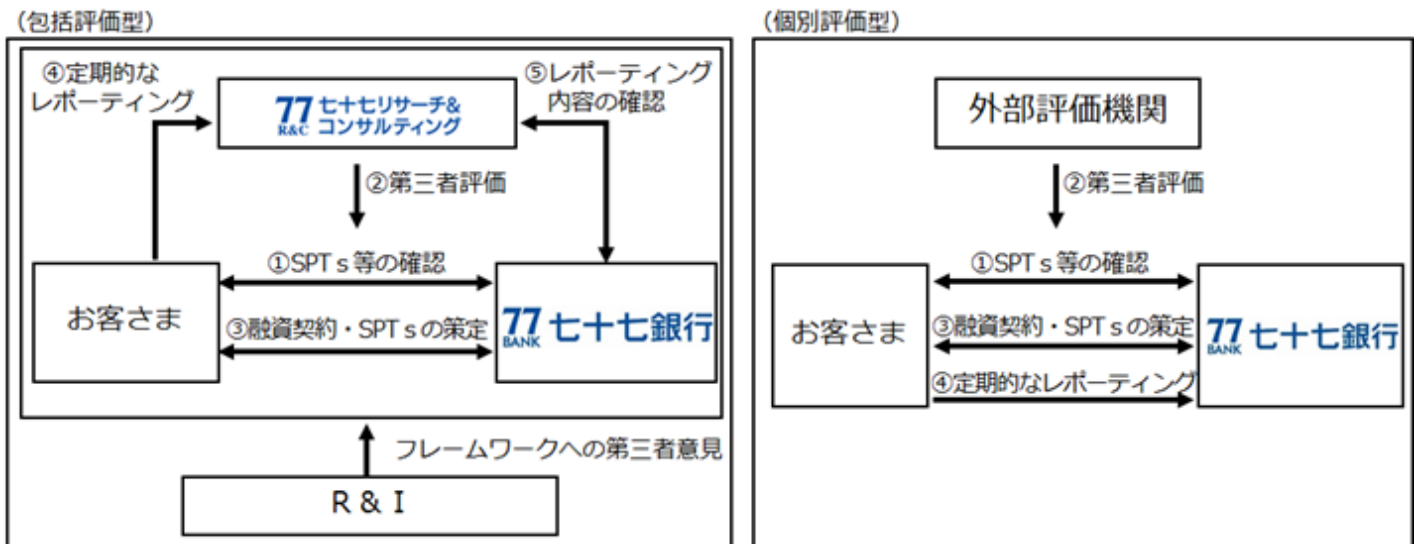 （包括評価型）
④定期的な
レポーティング
77 R&C 七十七リサーチ&
コンサルティング
⑤レポーティング
内容の確認
②第三者評価
①SPTｓ等の確認
お客さま
③融資契約・SPTｓの策定
77 BANK 七十七銀行
フレームワークへの第三者意見
Ｒ＆Ｉ
（個別評価型）
外部評価機関
②第三者評価
①SPTｓ等の確認
お客さま
③融資契約・SPTｓの策定
77 BANK 七十七銀行
④定期的なレポーティング